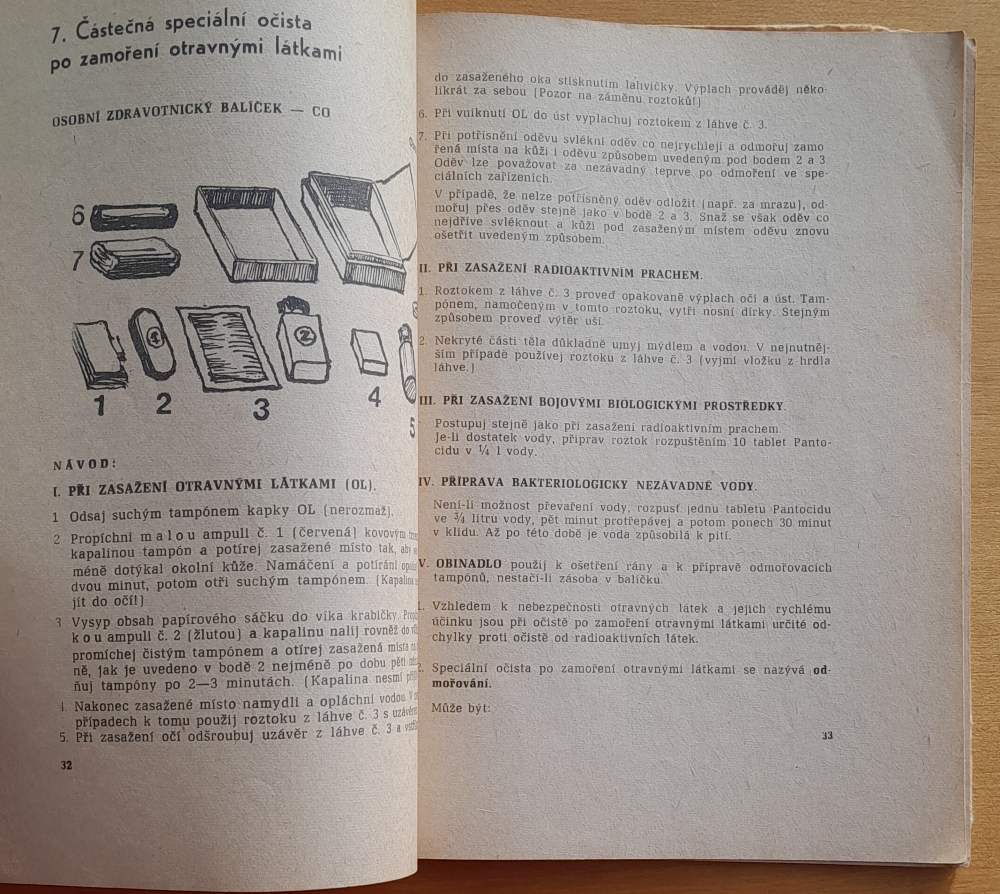 7. Částečná speciální očista
po zamoření otravnými látkami
OSOBNÍ ZDRAVOTNICKÝ BALÍČEK — CO
6
7
1
2
3
4
5
4
2
NÁVOD:
I. PŘI ZASAŽENÍ OTRAVNÝMI LÁTKAMI (OL).
1 Odsaj suchým tampónem kapky OL (nerozmaž).
2 Propíchni malou ampuli č. 1 (červená) kovovým
kapalinou tampón a potírej zasažené místo tak, aby
méně dotýkal okolní kůže. Namáčení a potírání
dvou minut, potom otři suchým tampónem. (Kapalina
jít do očí!)
3 Vysyp obsah papírového sáčku do víka krabičky.
kou ampuli č. 2 (žlutou) a kapalinu nalij rovněž do
promíchej čistým tampónem a otírej zasažená místa
ně, jak je uvedeno v bodě 2 nejméně po dobu pěti
ňuj tampóny po 2—3 minutách. (Kapalina nesmí
4. Nakonec zasažené místo namydli a opláchni vodou. V
případech k tomu použij roztoku z láhve č. 3 s
5. Při zasažení očí odšroubuj uzávěr z láhve č. 3 a
32
do zasaženého oka stisknutím lahvičky. Výplach prováděj něko
likrát za sebou (Pozor na záměnu roztoků!)
6. Při vniknutí OL do úst vyplachuj roztokem z láhve č. 3.
7. Při potřísnění oděvu svlékni oděv co nejrychleji a odmořuj zamo
řená místa na kůži i oděvu způsobem uvedeným pod bodem 2 a 3
Oděv lze považovat za nezávadný teprve po odmoření ve spe-
ciálních zařízeních.
V případě, že nelze potřísněný oděv odložit (např. za mrazu), od-
mořuj přes oděv stejně jako v bodě 2 a 3. Snaž se však oděv co
nejdříve svléknout a kůži pod zasaženým místem oděvu znovu
ošetřit uvedeným způsobem.
II. PŘI ZASAŽENÍ RADIOAKTIVNÍM PRACHEM.
1. Roztokem z láhve č. 3 proveď opakovaně výplach očí a úst. Tam-
pónem, namočeným v tomto roztoku, vytři nosní dírky. Stejným
způsobem proveď výtěr uší.
2. Nekryté části těla důkladně umyj mýdlem a vodou. V nejnutněj-
ším případě používej roztoku z láhve č. 3 (vyjmi vložku z hrdla
láhve.)
III. PŘI ZASAŽENÍ BOJOVÝMI BIOLOGICKÝMI PROSTŘEDKY.
Postupuj stejně jako při zasažení radioaktivním prachem.
Je-li dostatek vody, připrav roztok rozpuštěním 10 tablet Panto-
cidu v ¼ l vody.
IV. PŘÍPRAVA BAKTERIOLOGICKY NEZÁVADNÉ VODY.
Není-li možnost převaření vody, rozpusť jednu tabletu Pantocidu
ve ¾ litru vody, pět minut protřepávej a potom ponech 30 minut
v klidu. Až po této době je voda způsobilá k pití.
V. OBINADLO použij k ošetření rány a k přípravě odmořovacích
tampónů, nestačí-li zásoba v balíčku.
1. Vzhledem k nebezpečnosti otravných látek a jejich rychlému
účinku jsou při očistě po zamoření otravnými látkami určité od-
chylky proti očistě od radioaktivních látek.
2. Speciální očista po zamoření otravnými látkami se nazývá od-
mořování.
Může být:
33